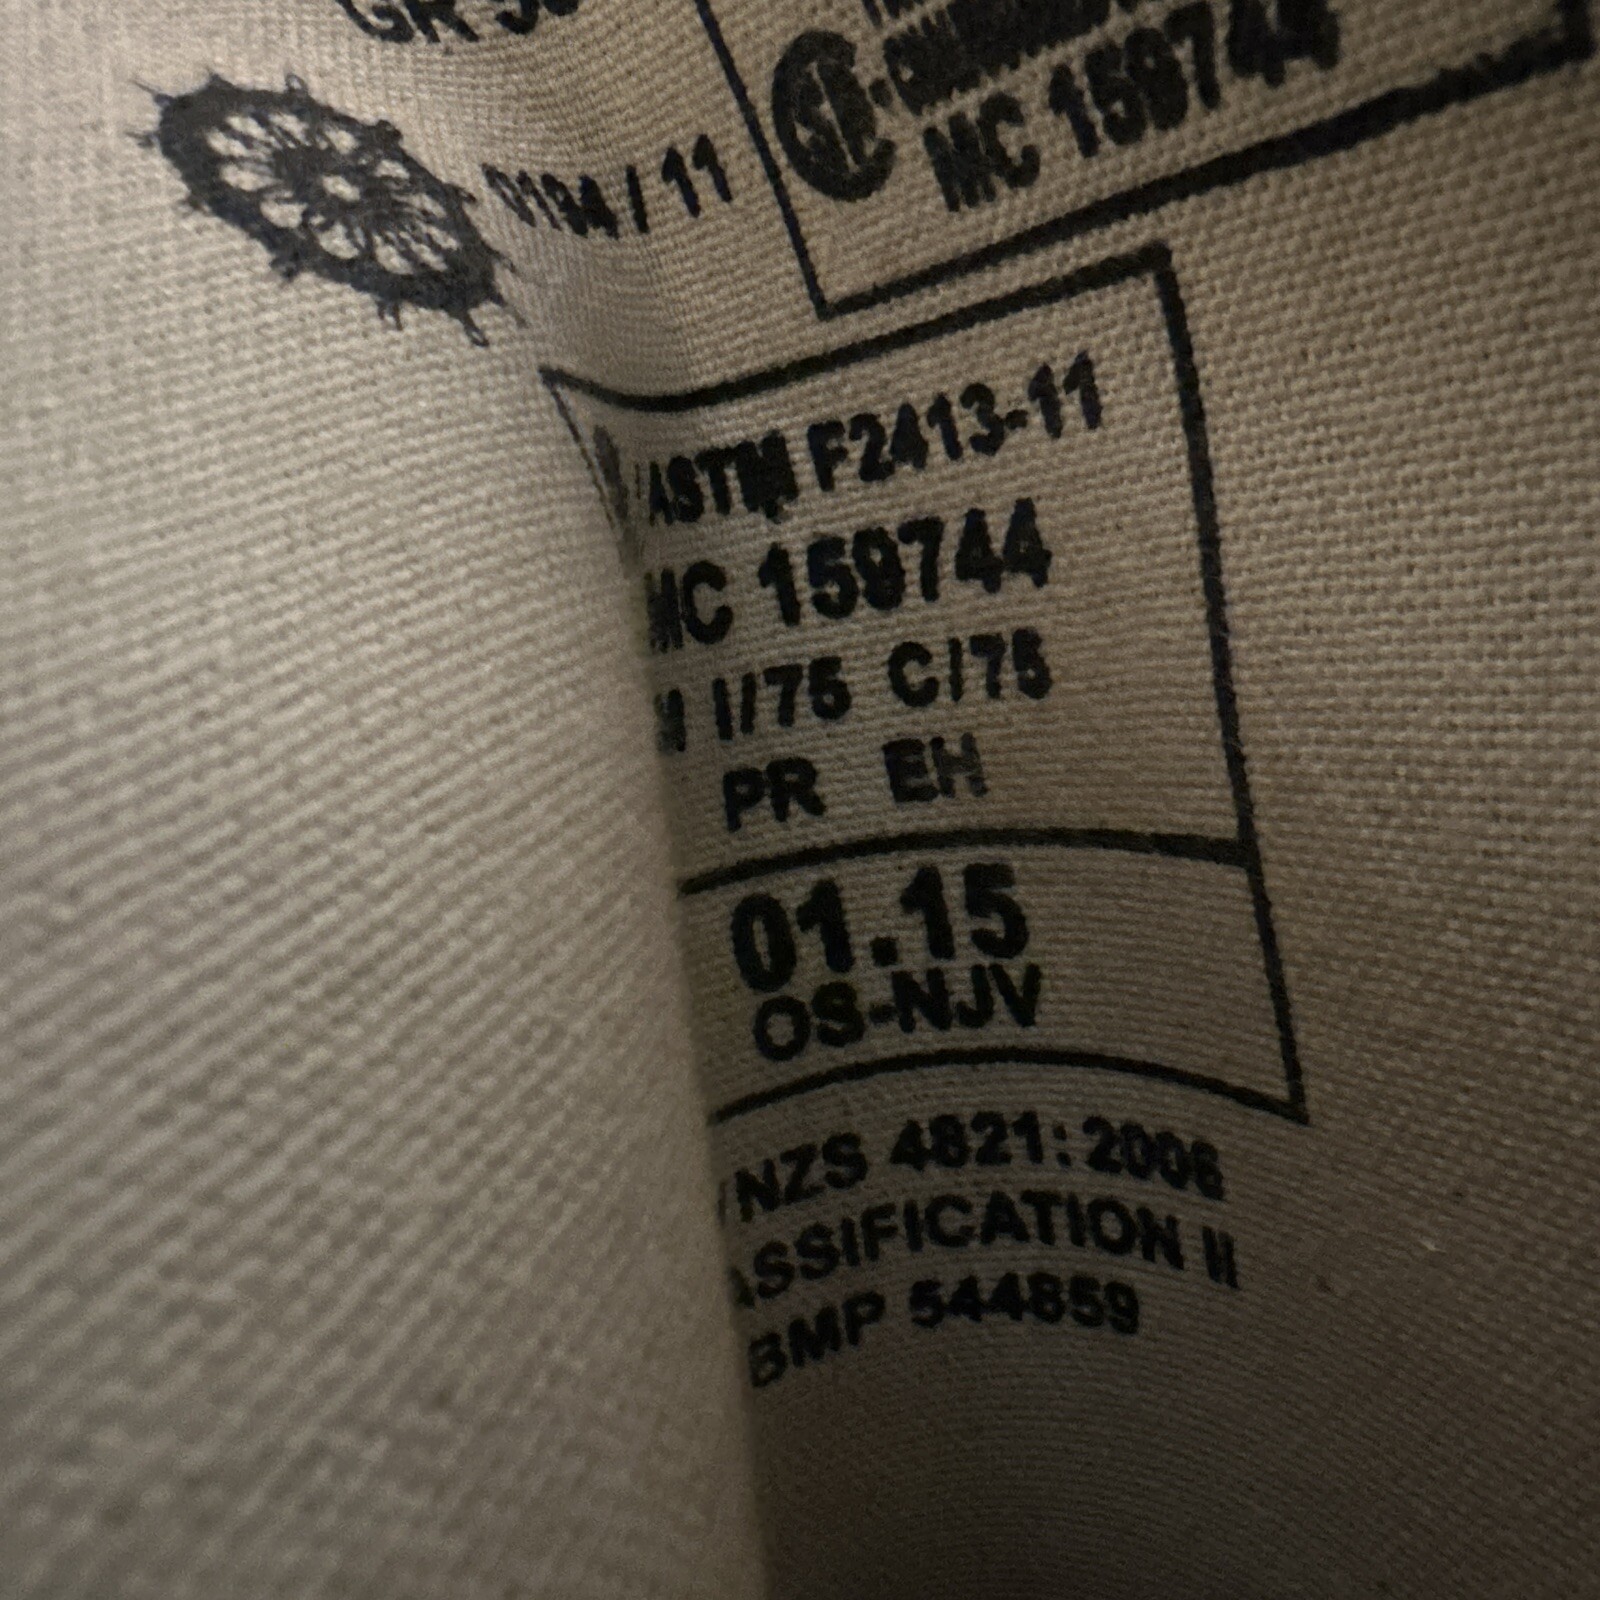 0194 / 11
MC 159744
ASTM F2413-11
MC 159744
I/75 C/75
PR EH
01.15
OS-NJV
/NZS 4821: 2006
ASSIFICATION II
BMP 544859